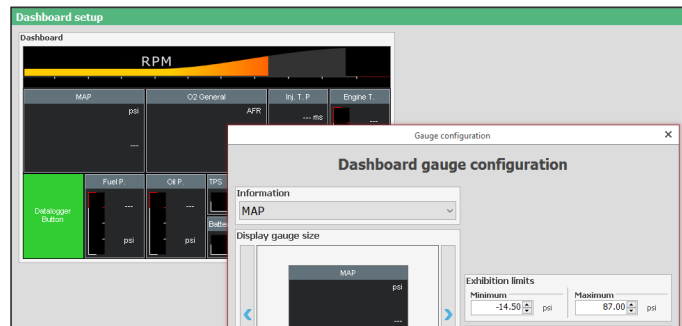 Dashboard setup
Dashboard
RPM
MAP
O2 General
Inj. T. P
Engine T.
psi
AFR
--- ms
---
---
Fuel P.
Oil P.
TPS
Datalogger
Button
---
---
psi
psi
Batte
Gauge configuration
Dashboard gauge configuration
Information
MAP
Display gauge size
MAP
psi
---
Exhibition limits
Minimum
Maximum
-14.50 psi
87.00 psi